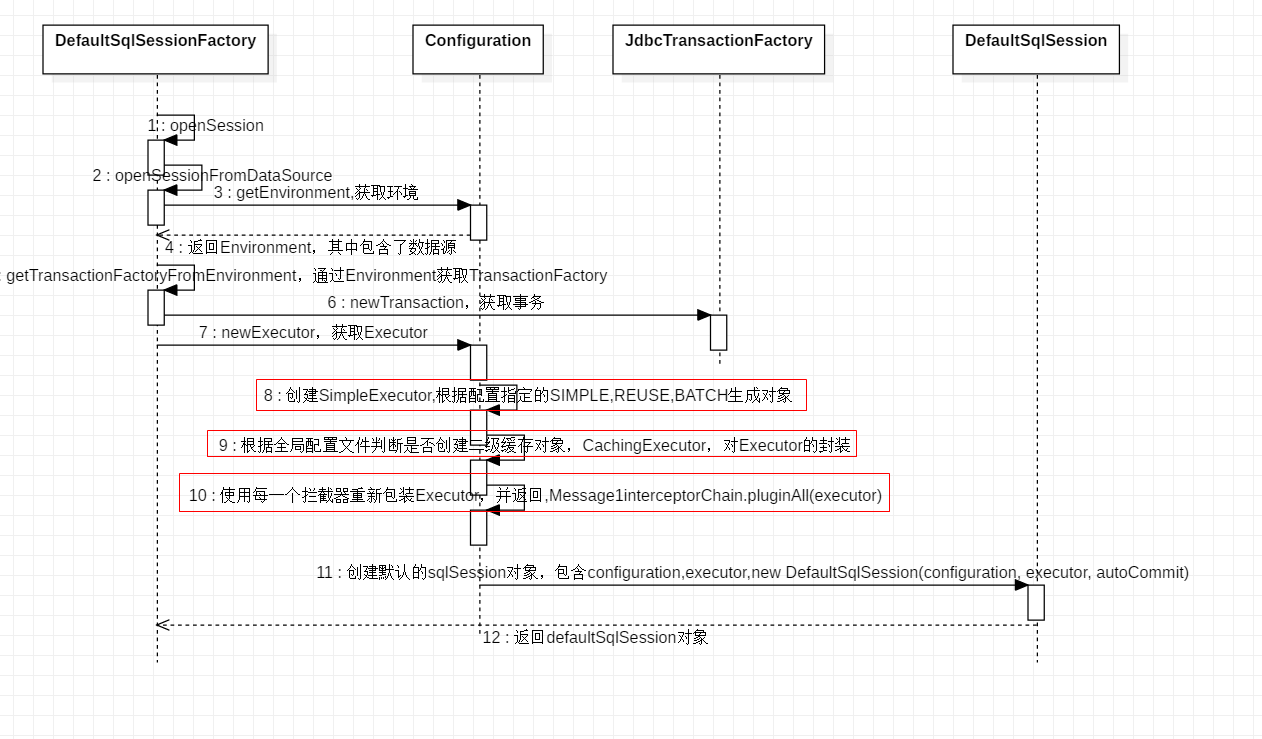 DefaultSqlSessionFactory
Configuration
JdbcTransactionFactory
DefaultSqlSession
1 : openSession
2 : openSessionFromDataSource
3 : getEnvironment,获取环境
4 : 返回Environment，其中包含了数据源
: getTransactionFactoryFromEnvironment，通过Environment获取TransactionFactory
6 : newTransaction，获取事务
7 : newExecutor，获取Executor
8 : 创建SimpleExecutor,根据配置指定的SIMPLE,REUSE,BATCH生成对象
9 : 根据全局配置文件判断是否创建二级缓存对象，CachingExecutor，对Executor的封装
10 : 使用每一个拦截器重新包装Executor，并返回,Message1interceptorChain.pluginAll(executor)
11 : 创建默认的sqlSession对象，包含configuration,executor,new DefaultSqlSession(configuration, executor, autoCommit)
12 : 返回defaultSqlSession对象